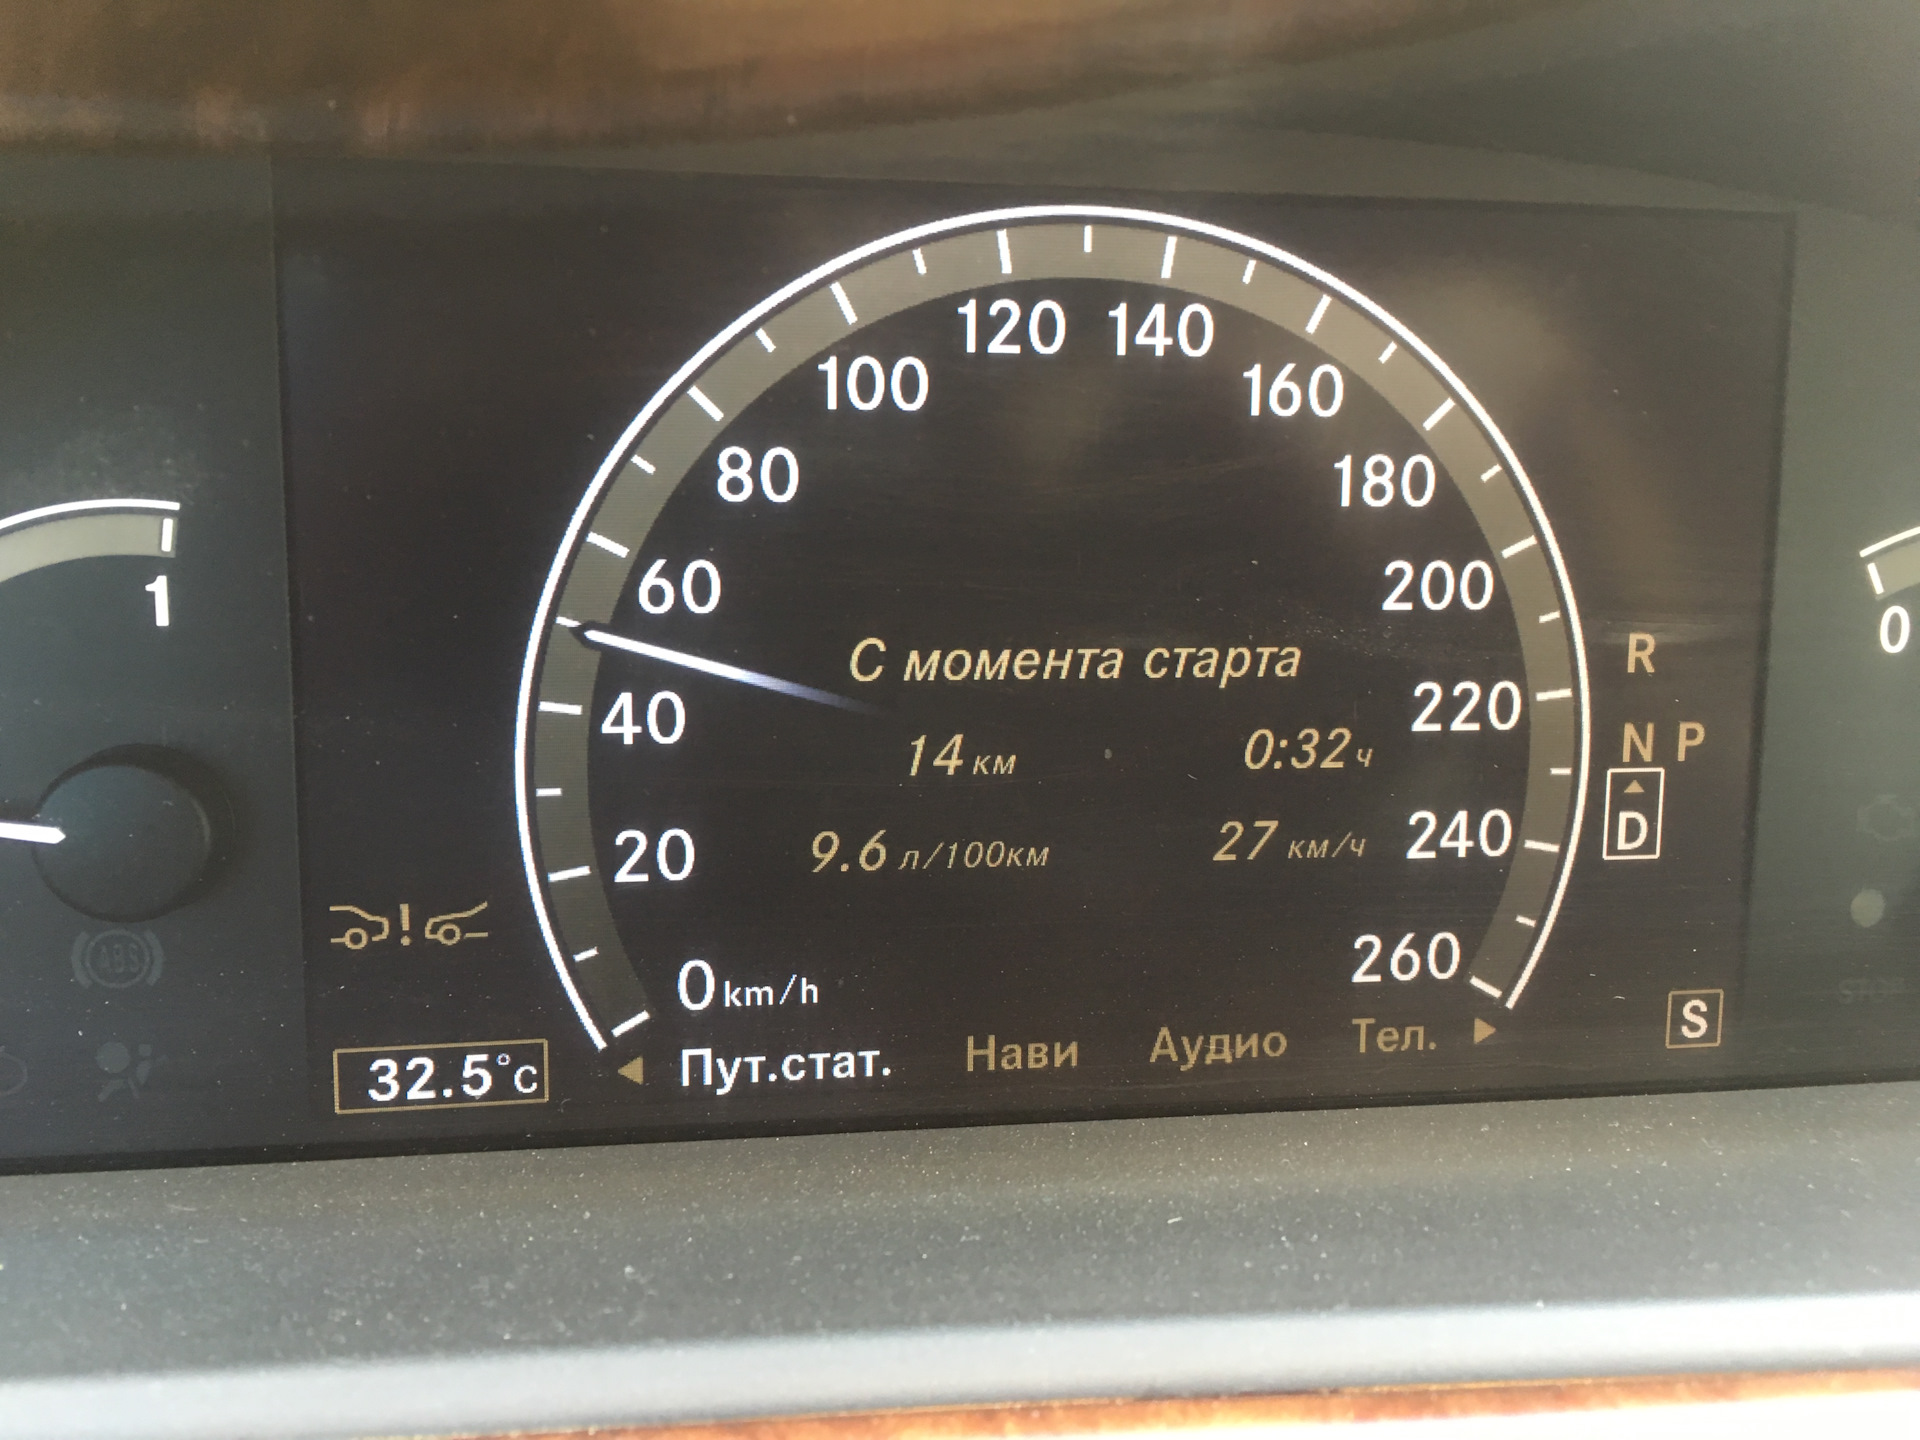 120 140
100 160
80 180
1
60 200
0
С момента старта
R
40 220
14 км 0:32 ч
N P
20 240
D
9.6 л/100км 27 км/ч
ABS
260
0 km/h
S
32.5°C
Пут.стат. Нави Аудио Тел.